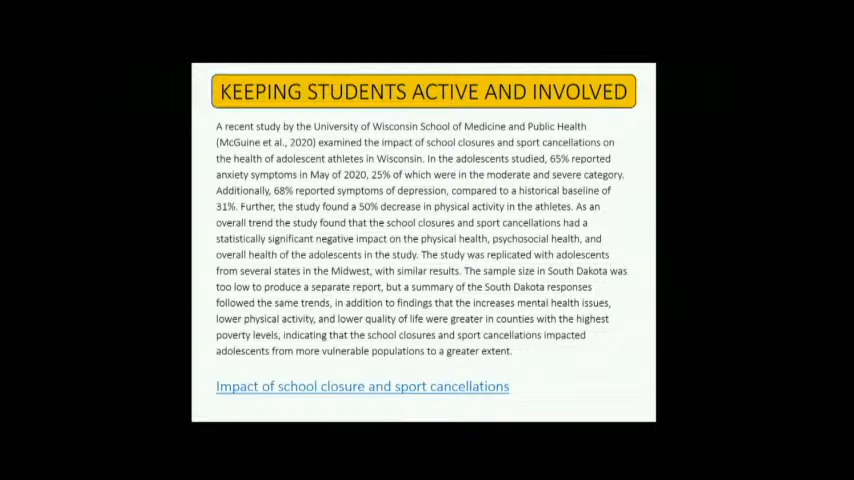 KEEPING STUDENTS ACTIVE AND INVOLVED
A recent study by the University of Wisconsin School of Medicine and Public Health
(McGuine et al., 2020) examined the impact of school closures and sport cancellations on
the health of adolescent athletes in Wisconsin. In the adolescents studied, 65% reported
anxiety symptoms in May of 2020, 25% of which were in the moderate and severe category.
Additionally, 68% reported symptoms of depression, compared to a historical baseline of
31%. Further, the study found a 50% decrease in physical activity in the athletes. As an
overall trend the study found that the school closures and sport cancellations had a
statistically significant negative impact on the physical health, psychosocial health, and
overall health of the adolescents in the study. The study was replicated with adolescents
from several states in the Midwest, with similar results. The sample size in South Dakota was
too low to produce a separate report, but a summary of the South Dakota responses
followed the same trends, in addition to findings that the increases mental health issues,
lower physical activity, and lower quality of life were greater in counties with the highest
poverty levels, indicating that the school closures and sport cancellations impacted
adolescents from more vulnerable populations to a greater extent.
Impact of school closure and sport cancellations